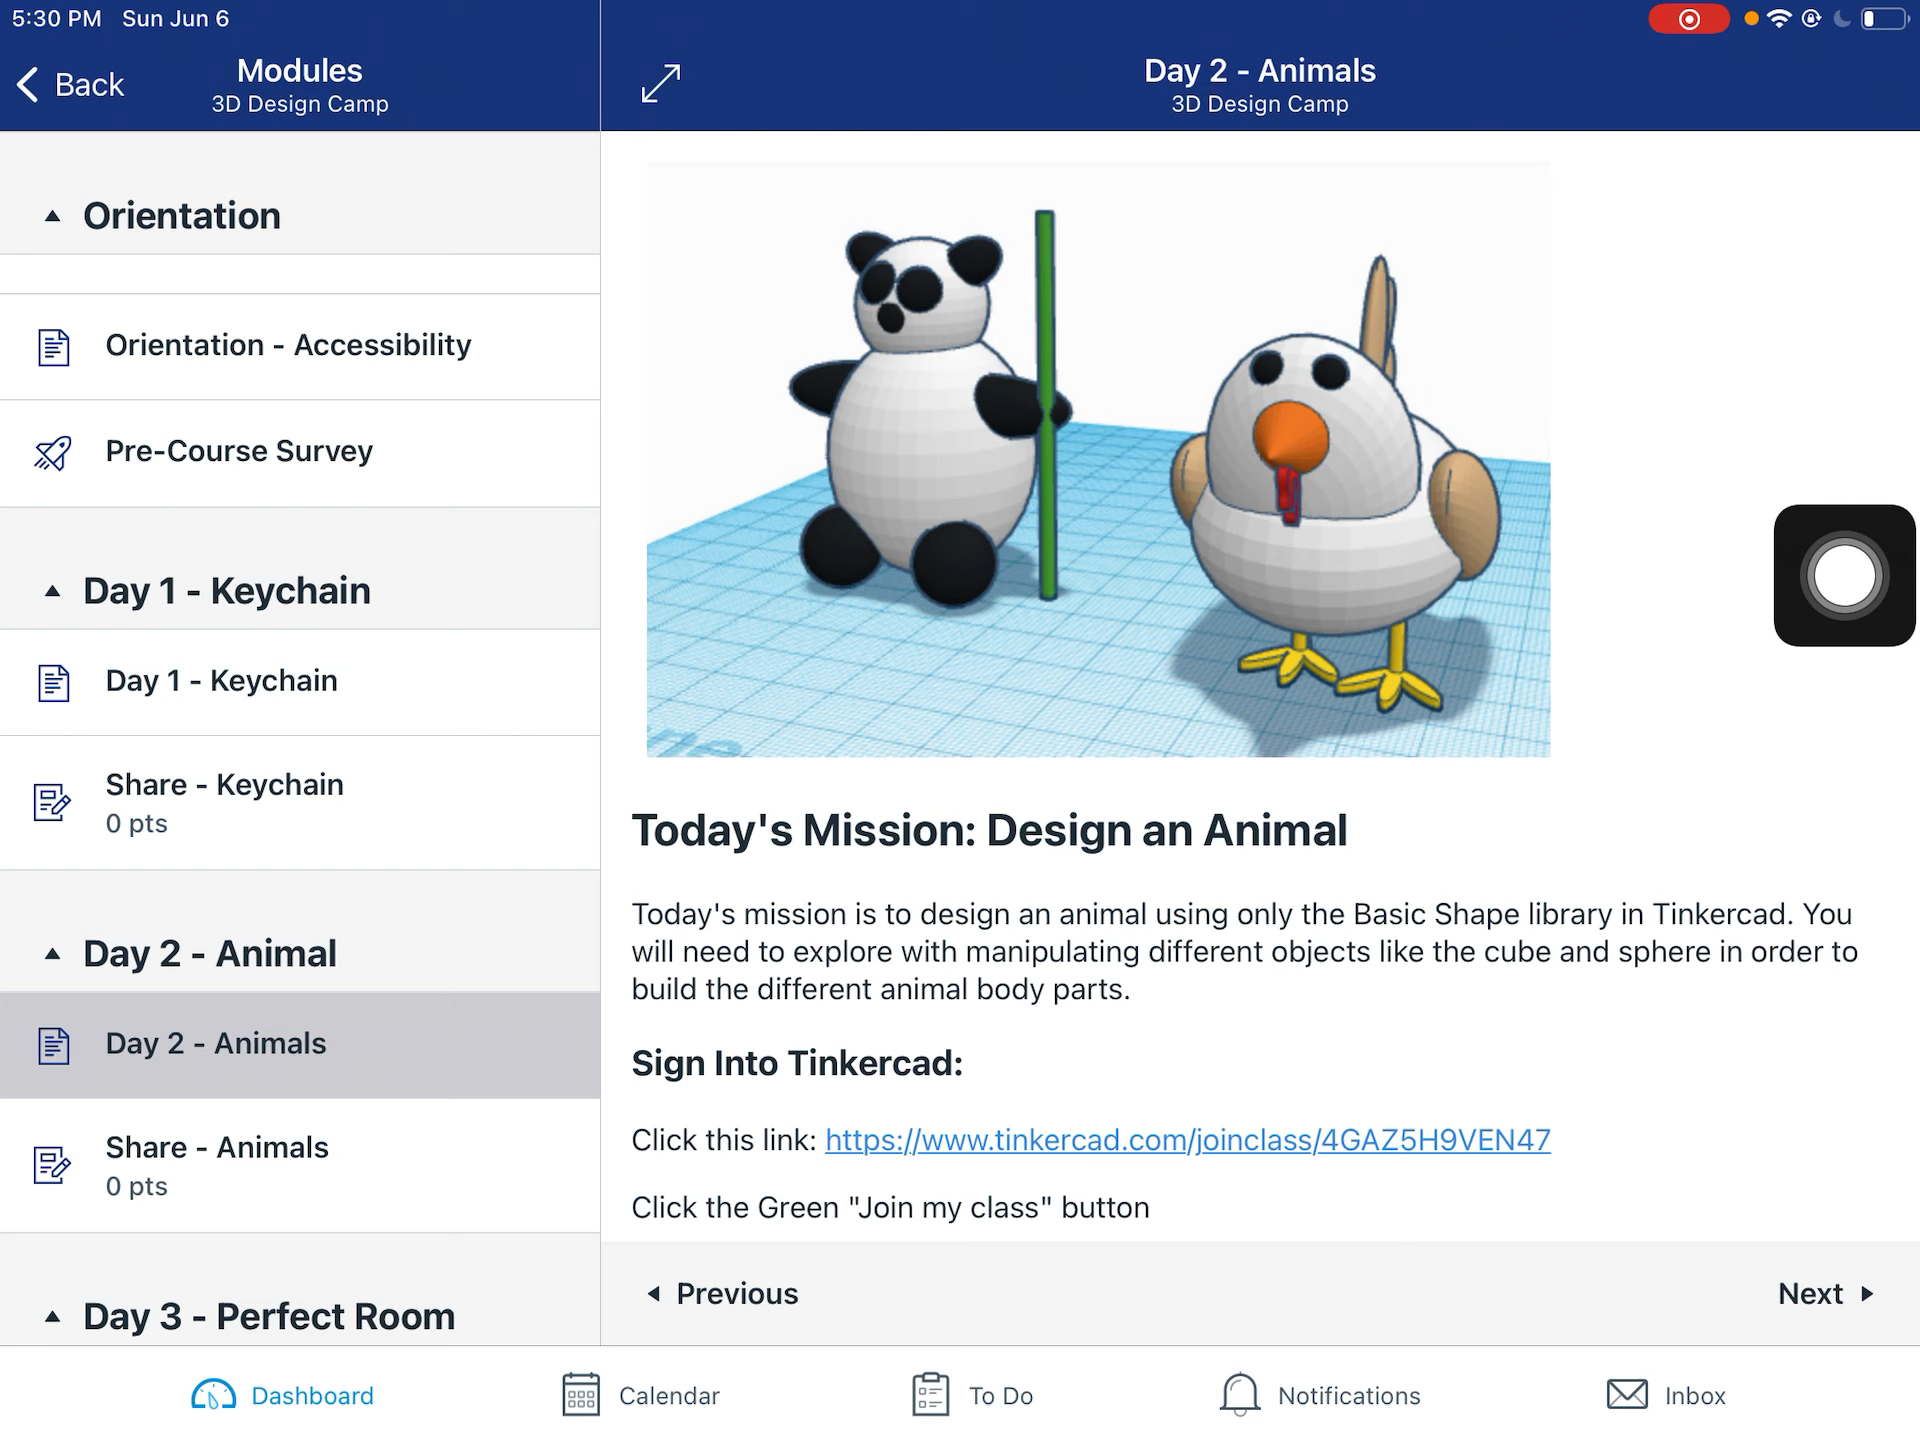 5:30 PM Sun Jun 6
Back
Modules
3D Design Camp
Day 2 - Animals
3D Design Camp
Orientation
Orientation - Accessibility
Pre-Course Survey
Day 1 - Keychain
Day 1 - Keychain
Share - Keychain
0 pts
Day 2 - Animal
Day 2 - Animals
Share - Animals
0 pts
Day 3 - Perfect Room
Today's Mission: Design an Animal
Today's mission is to design an animal using only the Basic Shape library in Tinkercad. You
will need to explore with manipulating different objects like the cube and sphere in order to
build the different animal body parts.
Sign Into Tinkercad:
Click this link: https://www.tinkercad.com/joinclass/4GAZ5H9VEN47
Click the Green "Join my class" button
Previous
Next
Dashboard
Calendar
To Do
Notifications
Inbox